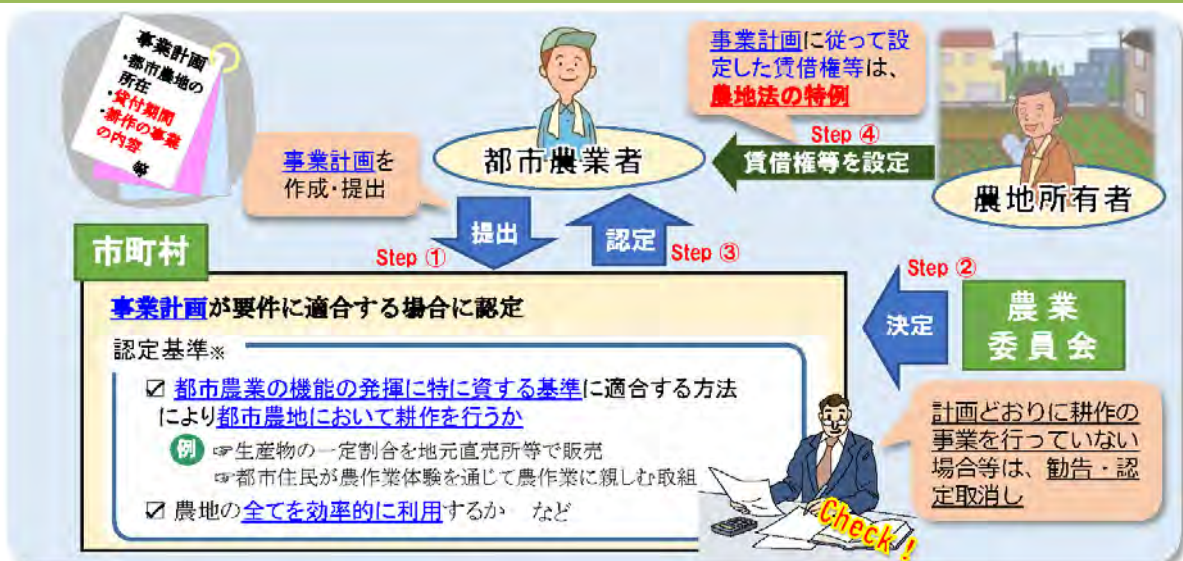 事業計画
・都市農地の
所在
・貸付期間
・耕作の事業
の内容
等
事業計画を
作成・提出
都市農業者
事業計画に従って設
定した賃借権等は、
農地法の特例
Step ④
賃借権等を設定
農地所有者
市町村
Step ①
提出
認定
Step ③
Step ②
決定
農業
委員会
事業計画が要件に適合する場合に認定
認定基準※
☑ 都市農業の機能の発揮に特に資する基準に適合する方法
により都市農地において耕作を行うか
例 ☞生産物の一定割合を地元直売所等で販売
☞都市住民が農作業体験を通じて農作業に親しむ取組
☑ 農地の全てを効率的に利用するか など
Check!
計画どおりに耕作の
事業を行っていない
場合等は、勧告・認
定取消し